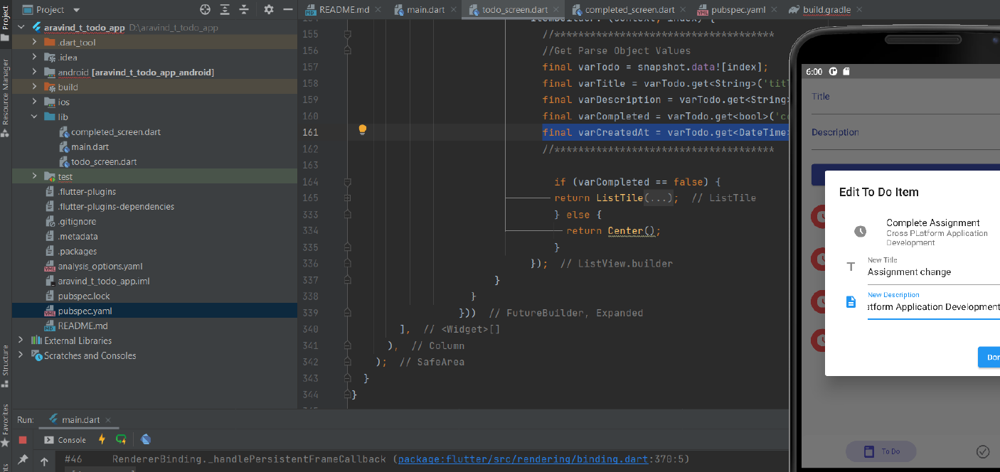 Project
README.md
main.dart
todo_screen.dart
completed_screen.dart
pubspec.yaml
build.gradle
Project
Resource Manager
Structure
Favorites
aravind_t_todo_app D:\aravind_t_todo_app
.dart_tool
.idea
android [aravind_t_todo_app_android]
build
ios
lib
completed_screen.dart
main.dart
todo_screen.dart
test
.flutter-plugins
.flutter-plugins-dependencies
.gitignore
.metadata
.packages
analysis_options.yaml
aravind_t_todo_app.iml
pubspec.lock
pubspec.yaml
README.md
External Libraries
Scratches and Consoles
155 //*************************************
156 //Get Parse Object Values
157 final varTodo = snapshot.data![index];
158 final varTitle = varTodo.get<String>('titl
159 final varDescription = varTodo.get<String>
160 final varCompleted = varTodo.get<bool>('co
161 final varCreatedAt = varTodo.get<DateTime>
162 //*************************************
163
164 if (varCompleted == false) {
165 return ListTile(...); // ListTile
333 } else {
334 return Center();
335 }
336 }); // ListView.builder
337 }
338 }
339 })) // FutureBuilder, Expanded
340 ], // <Widget>[]
341 ), // Column
342 ); // SafeArea
343 }
344 }
6:00
Title
Description
Edit To Do Item
Complete Assignment
Cross PLetform Application
Development
New Title
Assignment change
New Description
tform Application Development
Don
To Do
Run:
main.dart
Console
#46 RendererBinding._handlePersistentFrameCallback (package:flutter/src/rendering/binding.dart:370:5)